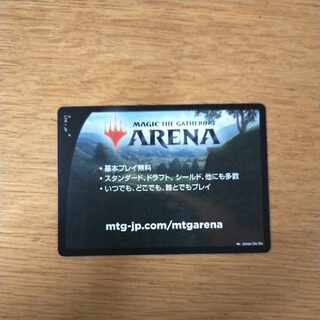 MAGIC THE GATHERING
ARENA
• 基本プレイ無料
• スタンダード、ドラフト、シールド、他にも多数
• いつでも、どこでも、誰とでもプレイ
mtg-jp.com/mtgarena